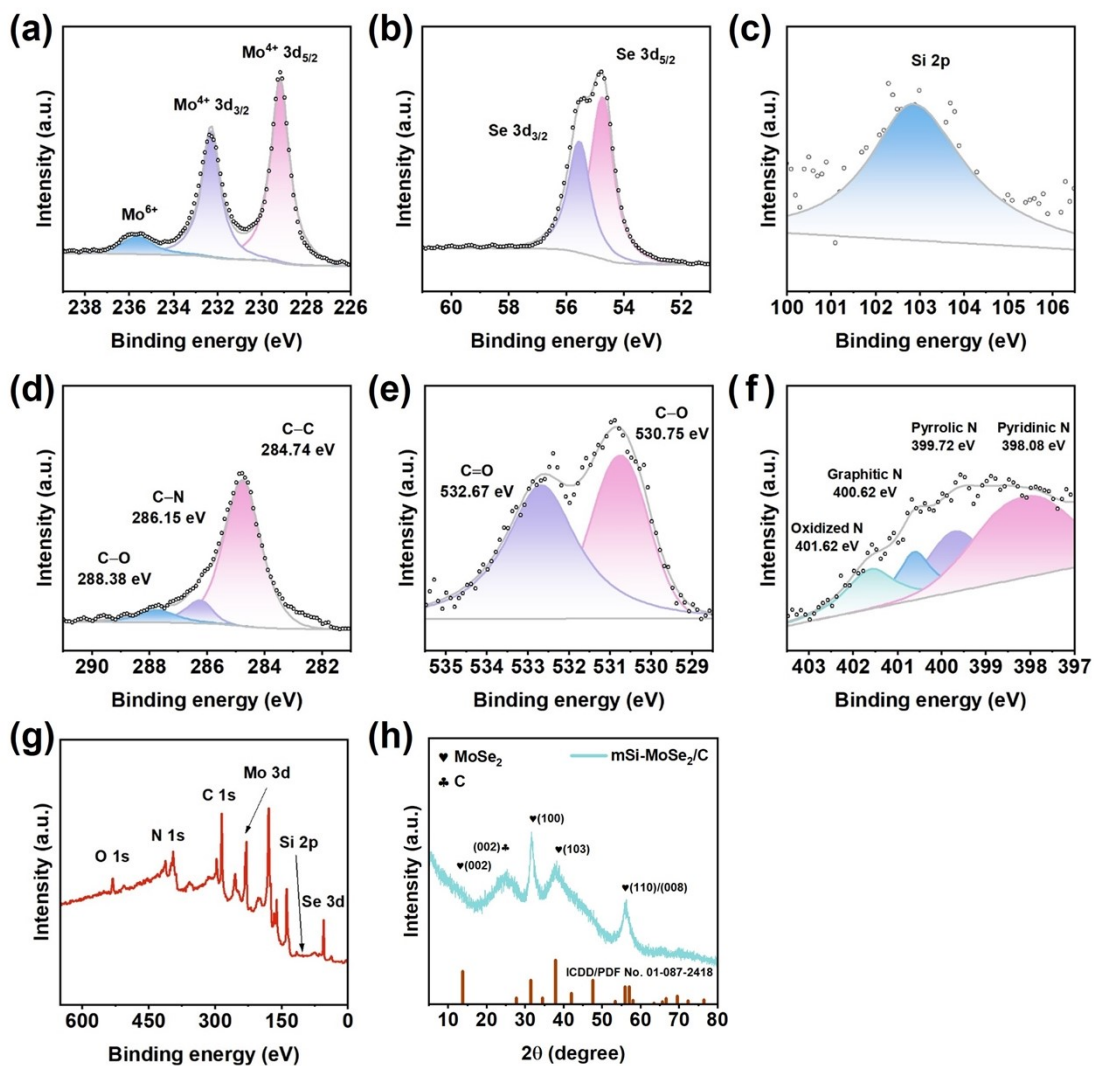 (a)
Mo⁴⁺ 3d₅/₂
Mo⁴⁺ 3d₃/₂
Mo⁶⁺
Intensity (a.u.)
238 236 234 232 230 228 226
Binding energy (eV)
(b)
Se 3d₅/₂
Se 3d₃/₂
Intensity (a.u.)
60 58 56 54 52
Binding energy (eV)
(c)
Si 2p
Intensity (a.u.)
100 101 102 103 104 105 106
Binding energy (eV)
(d)
C−C
284.74 eV
C−N
286.15 eV
C−O
288.38 eV
Intensity (a.u.)
290 288 286 284 282
Binding energy (eV)
(e)
C−O
530.75 eV
C=O
532.67 eV
Intensity (a.u.)
535 534 533 532 531 530 529
Binding energy (eV)
(f)
Pyrrolic N
399.72 eV
Pyridinic N
398.08 eV
Graphitic N
400.62 eV
Oxidized N
401.62 eV
Intensity (a.u.)
403 402 401 400 399 398 397
Binding energy (eV)
(g)
Mo 3d
C 1s
Si 2p
N 1s
O 1s
Se 3d
Intensity (a.u.)
600 450 300 150 0
Binding energy (eV)
(h)
♥ MoSe₂
mSi-MoSe₂/C
♣ C
♥(100)
(002)♣
♥(103)
♥(002)
♥(110)/(008)
ICDD/PDF No. 01-087-2418
Intensity (a.u.)
10 20 30 40 50 60 70 80
2θ (degree)